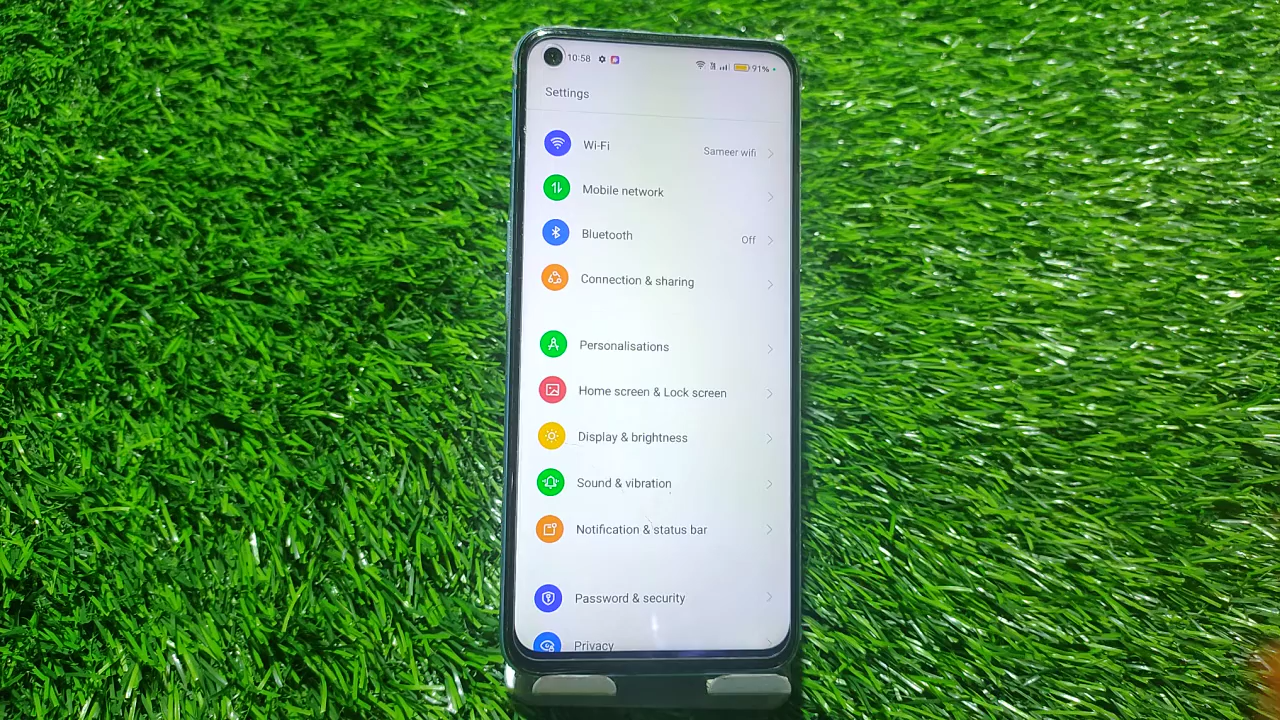 10:58 91%
Settings
Wi-Fi Sameer wifi
Mobile network
Bluetooth Off
Connection & sharing
Personalisations
Home screen & Lock screen
Display & brightness
Sound & vibration
Notification & status bar
Password & security
Privacy